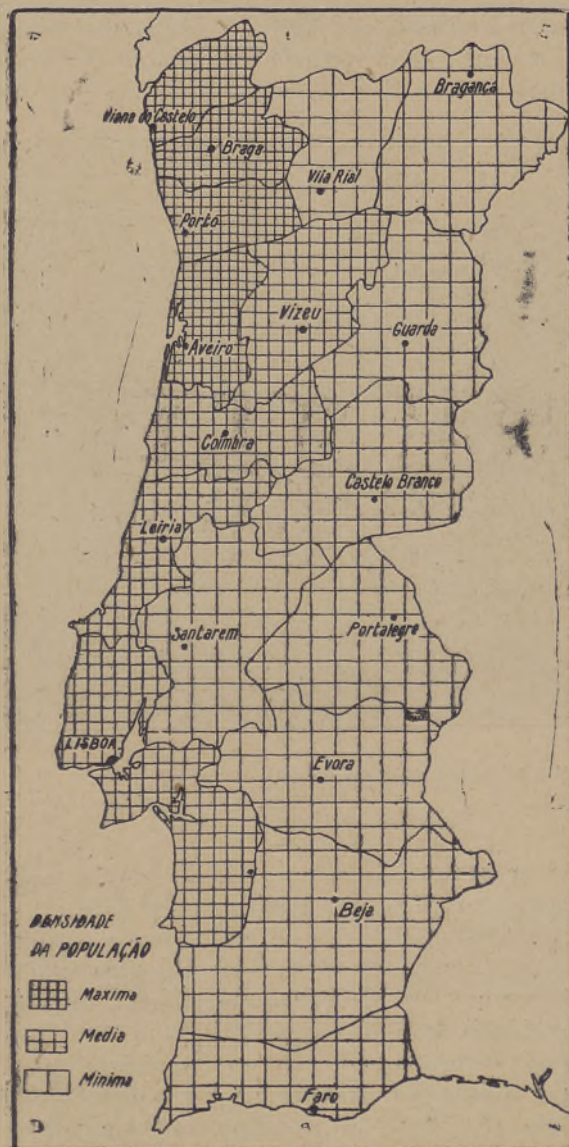 Bragança
Viana do Castelo
Braga
Vila Rial
Porto
Vizeu
Guarda
Aveiro
Coimbra
Castelo Branco
Leiria
Santarem
Portalegre
LISBOA
Evora
Beja
DENSIDADE
DA POPULAÇÃO
Maxima
Media
Minima
Faro